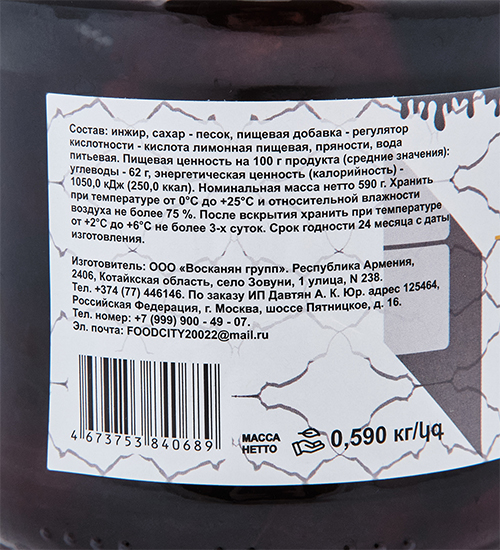 Состав: инжир, сахар - песок, пищевая добавка - регулятор
кислотности - кислота лимонная пищевая, пряности, вода
питьевая. Пищевая ценность на 100 г продукта (средние значения):
углеводы - 62 г, энергетическая ценность (калорийность) -
1050,0 кДж (250,0 ккал). Номинальная масса нетто 590 г. Хранить
при температуре от 0°С до +25°С и относительной влажности
воздуха не более 75 %. После вскрытия хранить при температуре
от +2°С до +6°С не более 3-х суток. Срок годности 24 месяца с даты
изготовления.
Изготовитель: ООО «Восканян групп». Республика Армения,
2406, Котайкская область, село Зовуни, 1 улица, N 238.
Тел. +374 (77) 446146. По заказу ИП Давтян А. К. Юр. адрес 125464,
Российская Федерация, г. Москва, шоссе Пятницкое, д. 16.
Тел. номер: +7 (999) 900 - 49 - 07.
Эл. почта: FOODCITY20022@mail.ru
4 673753 840689
МАССА
НЕТТО
0,590 кг/կգ